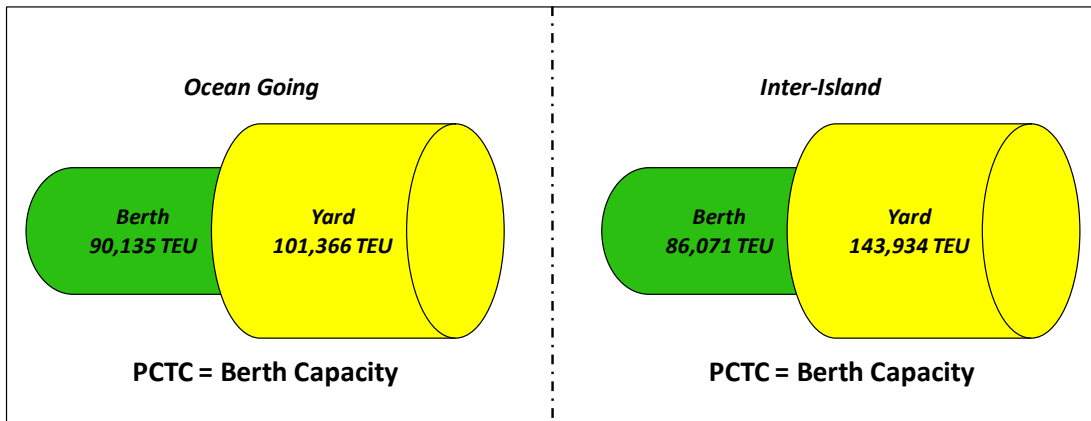 Ocean Going
Berth
90,135 TEU
Yard
101,366 TEU
PCTC = Berth Capacity
Inter-Island
Berth
86,071 TEU
Yard
143,934 TEU
PCTC = Berth Capacity